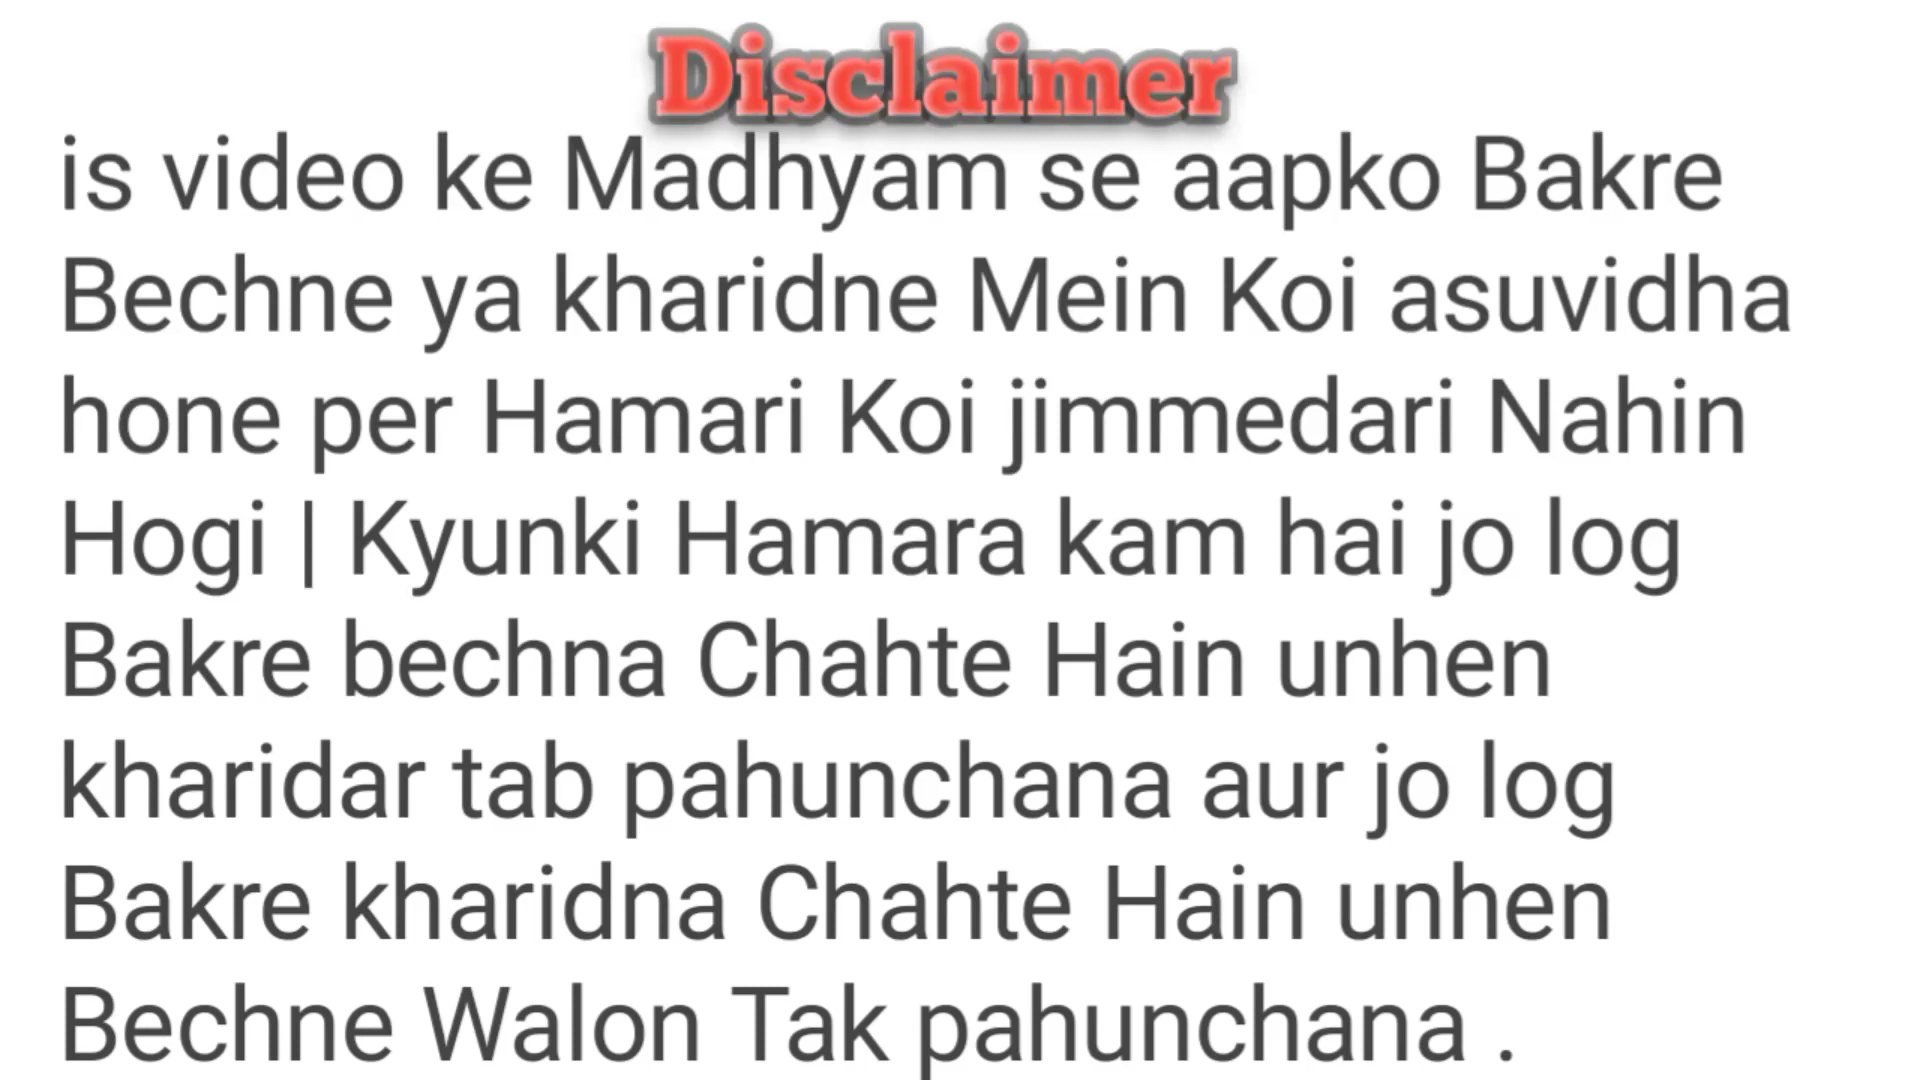 Disclaimer
is video ke Madhyam se aapko Bakre
Bechne ya kharidne Mein Koi asuvidha
hone per Hamari Koi jimmedari Nahin
Hogi | Kyunki Hamara kam hai jo log
Bakre bechna Chahte Hain unhen
kharidar tab pahunchana aur jo log
Bakre kharidna Chahte Hain unhen
Bechne Walon Tak pahunchana .